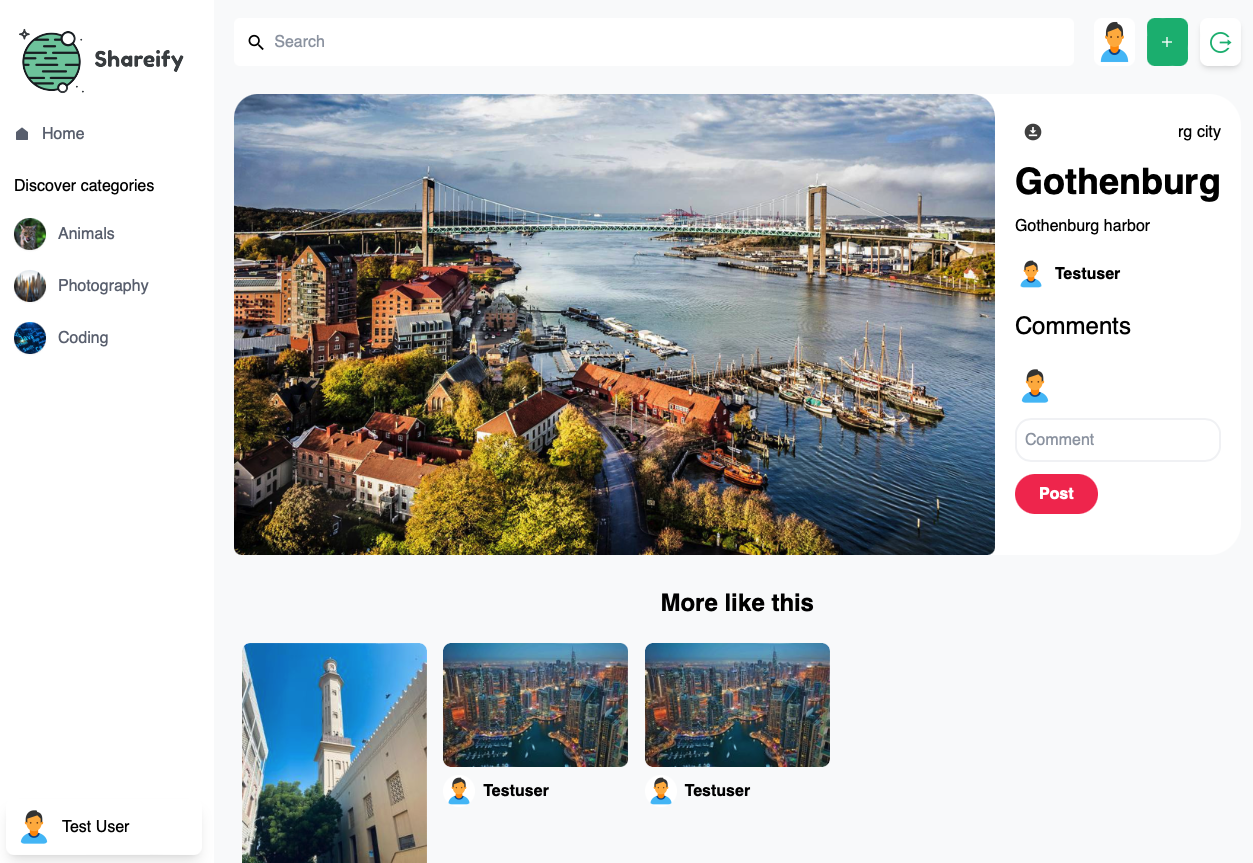 Shareify
Search
+
Home
Discover categories
Animals
Photography
Coding
rg city
Gothenburg
Gothenburg harbor
Testuser
Comments
Comment
Post
More like this
Testuser
Testuser
Test User